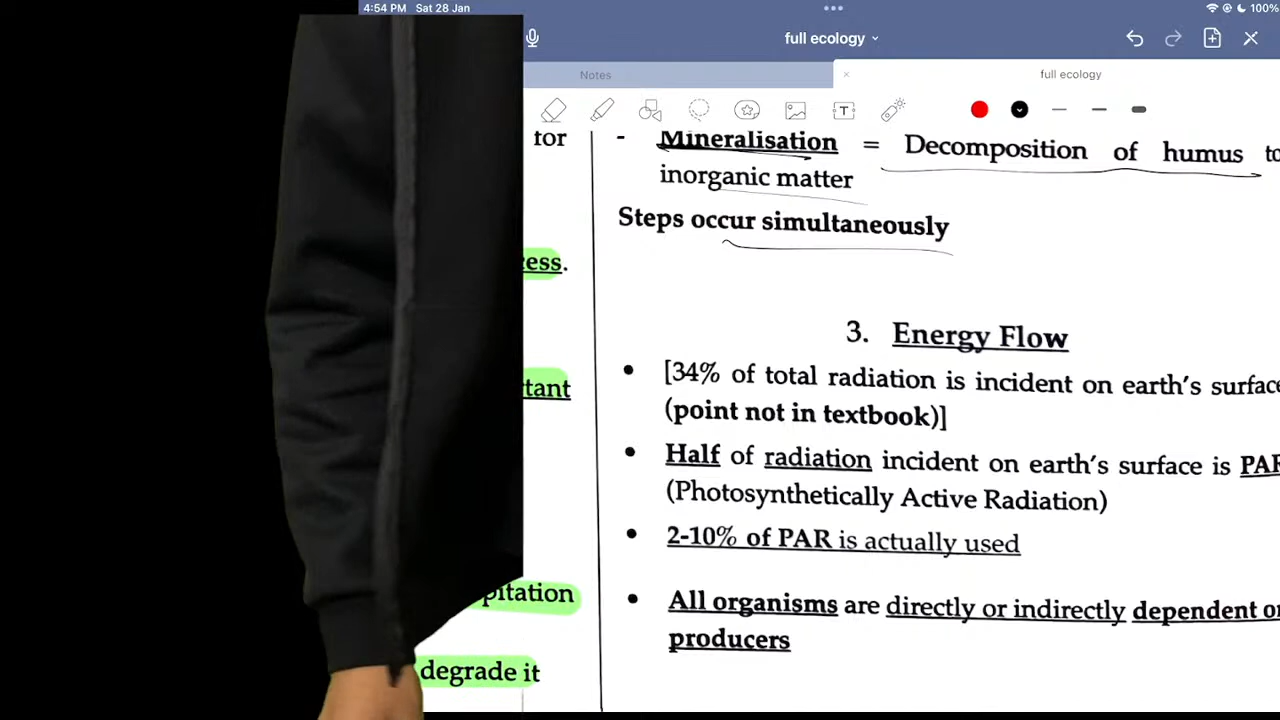 4:54 PM Sat 28 Jan
100%
full ecology
Notes
full ecology
T
for
ess.
tant
pitation
degrade it
- Mineralisation = Decomposition of humus to
inorganic matter
Steps occur simultaneously
3. Energy Flow
• [34% of total radiation is incident on earth's surface
(point not in textbook)]
• Half of radiation incident on earth's surface is PAR
(Photosynthetically Active Radiation)
• 2-10% of PAR is actually used
• All organisms are directly or indirectly dependent on
producers